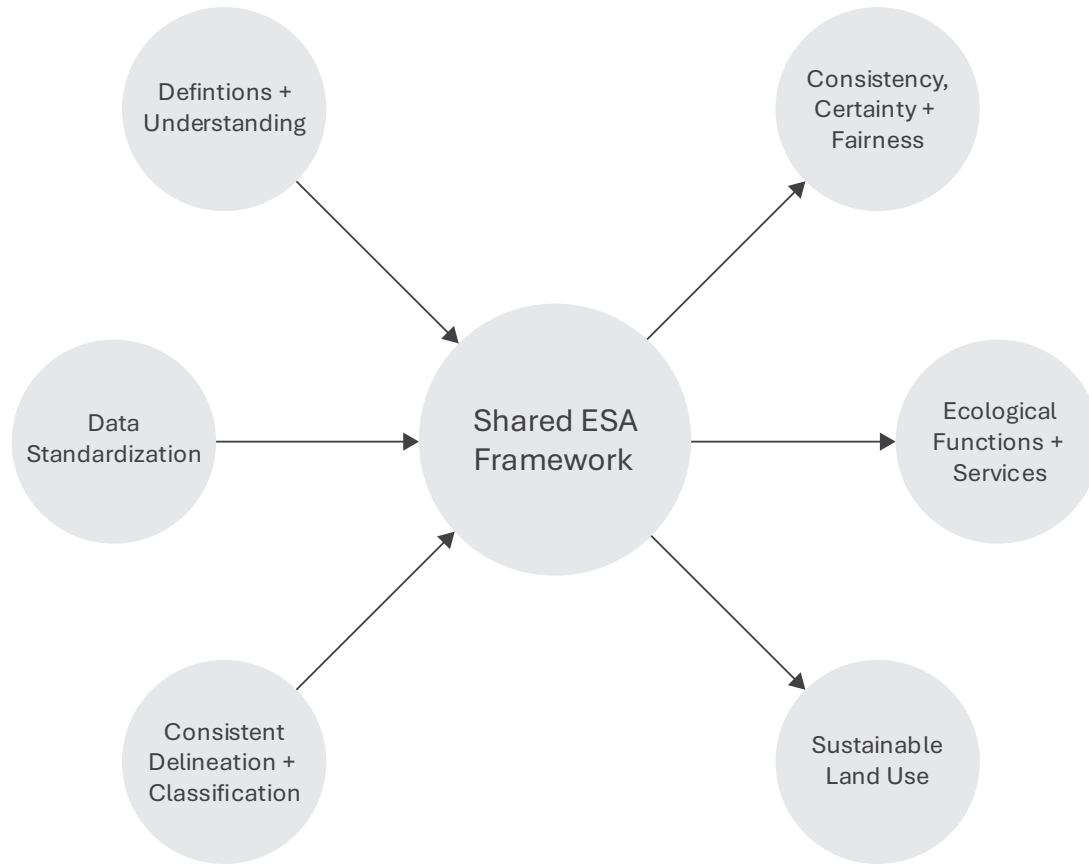 Defintions +
Understanding
Consistency,
Certainty +
Fairness
Data
Standardization
Shared ESA
Framework
Ecological
Functions +
Services
Consistent
Delineation +
Classification
Sustainable
Land Use